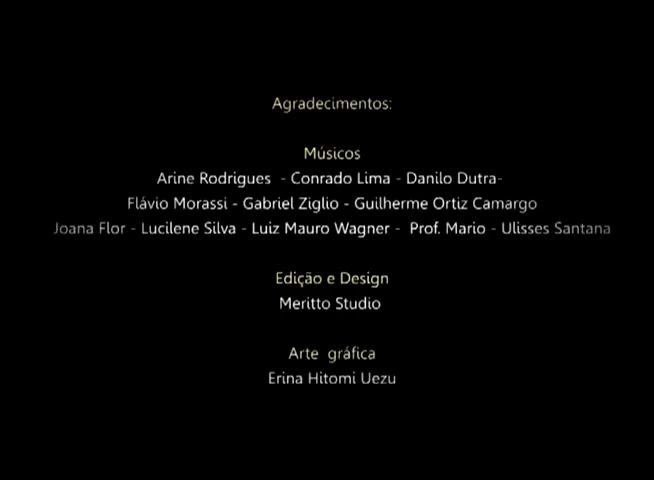 Agradecimentos:
Músicos
Arine Rodrigues - Conrado Lima - Danilo Dutra-
Flávio Morassi - Gabriel Ziglio - Guilherme Ortiz Camargo
Joana Flor - Lucilene Silva - Luiz Mauro Wagner - Prof. Mario - Ulisses Santana
Edição e Design
Meritto Studio
Arte gráfica
Erina Hitomi Uezu